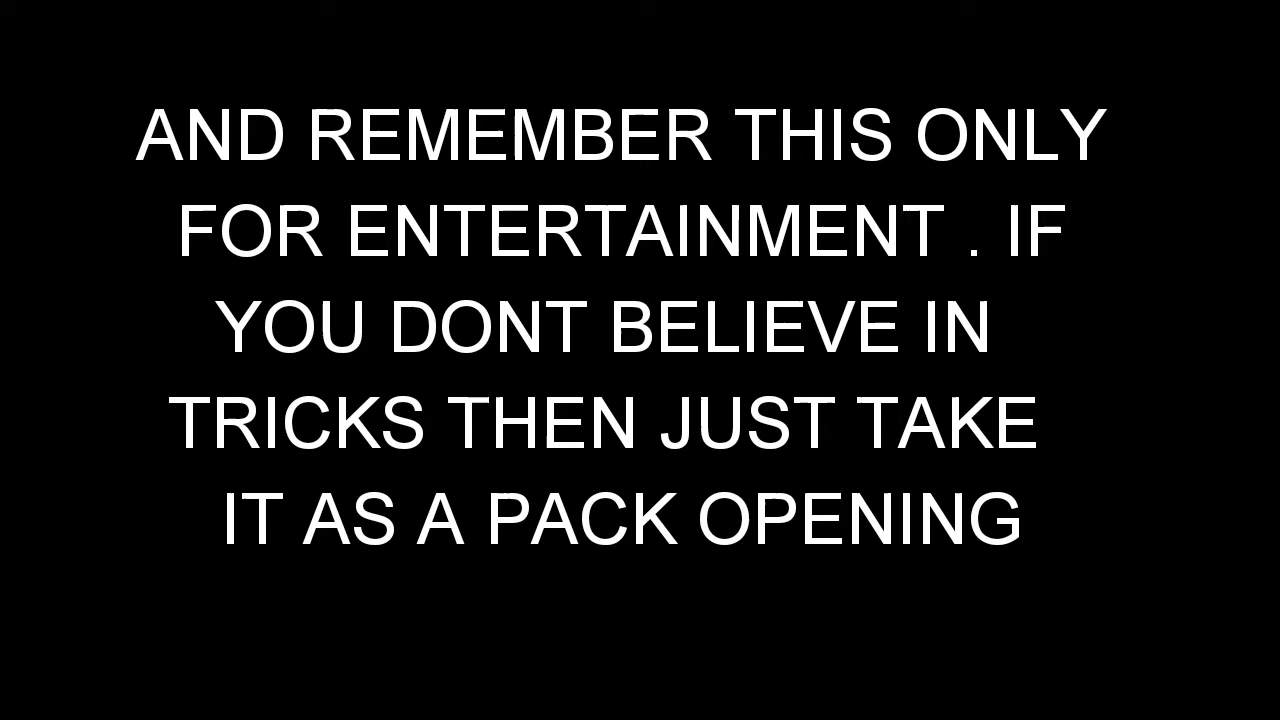 AND REMEMBER THIS ONLY
FOR ENTERTAINMENT . IF
YOU DONT BELIEVE IN
TRICKS THEN JUST TAKE
IT AS A PACK OPENING